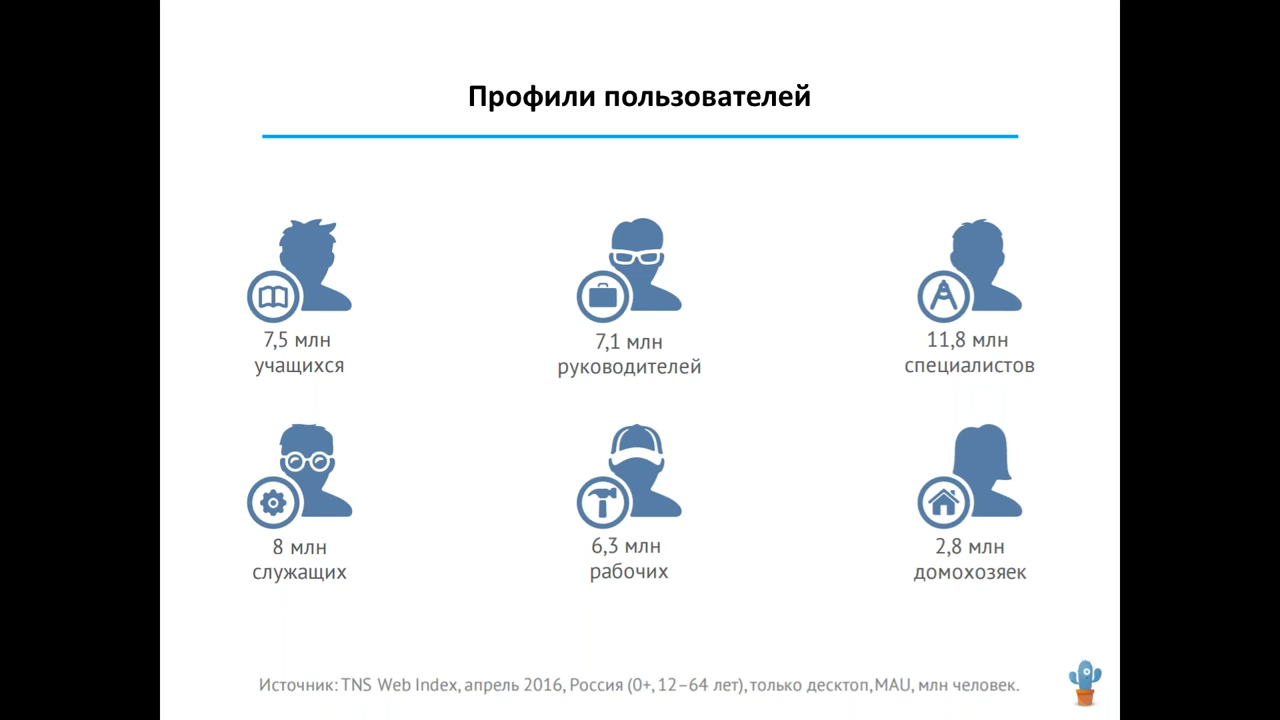 Профили пользователей
7,5 млн
учащихся
7,1 млн
руководителей
11,8 млн
специалистов
8 млн
служащих
6,3 млн
рабочих
2,8 млн
домохозяек
Источник: TNS Web Index, апрель 2016, Россия (0+, 12–64 лет), только десктоп, MAU, млн человек.